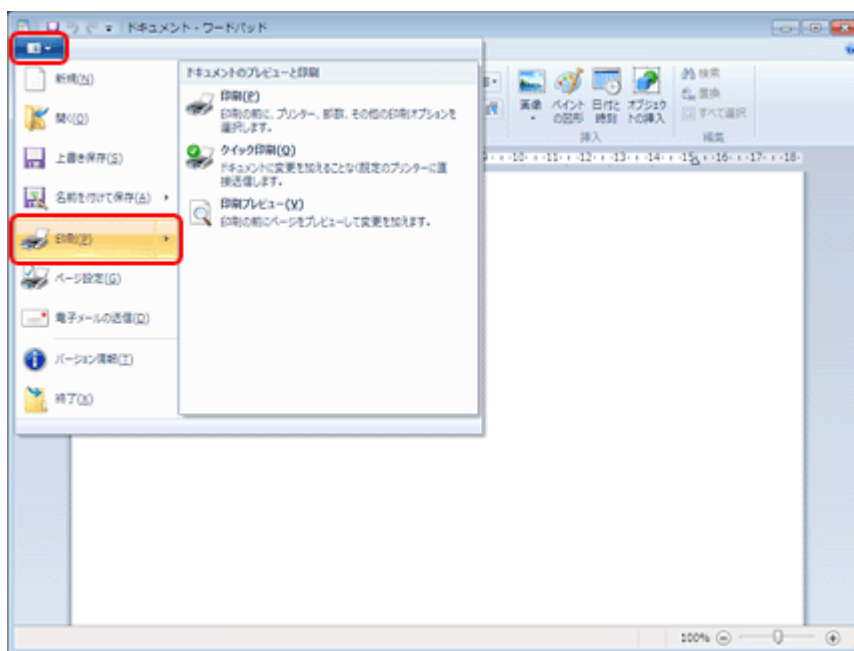 ドキュメント - ワードパッド
新規(N)
開く(O)
上書き保存(S)
名前を付けて保存(A)
印刷(P)
ページ設定(G)
電子メールの送信(D)
バージョン情報(T)
終了(X)
ドキュメントのプレビューと印刷
印刷(P)
印刷の前に、プリンター、部数、その他の印刷オプションを
選択します。
クイック印刷(Q)
ドキュメントに変更を加えることなく既定のプリンターに直
接送信します。
印刷プレビュー(V)
印刷の前にページをプレビューして変更を加えます。
画像
ペイント
の図形
日付と
時刻
オブジェク
トの挿入
挿入
検索
置換
すべて選択
編集
10 11 12 13 14 15 16 17 18
100%